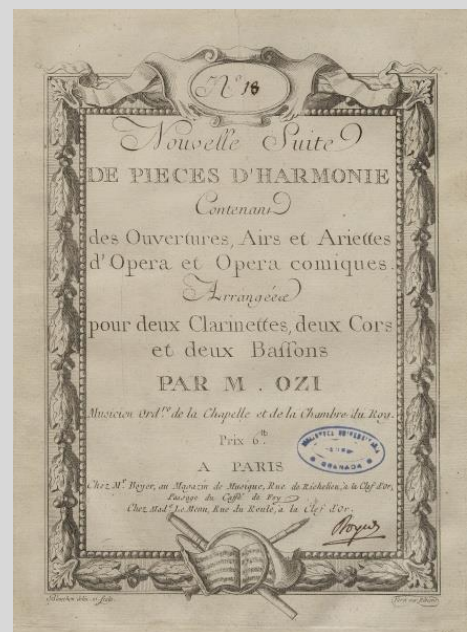 N.º 18
Nouvelle Suite
DE PIECES D'HARMONIE
Contenant
des Ouvertures, Airs et Ariettes
d'Opera et Opera comiques.
Arrangées
pour deux Clarinettes, deux Cors
et deux Baſſons
PAR M. OZI
Musicien Ord.re de la Chapelle et de la Chambre du Roy.
Prix 6.tt
A PARIS
Chez M.r Boyer, au Magasin de Musique, Rue de Richelieu, à la Clef d'Or,
Passage du Caffé de Foy
Chez Mad.e Le Menu, Rue du Roule, a la Clef d'Or.
Boyer
GRANADA